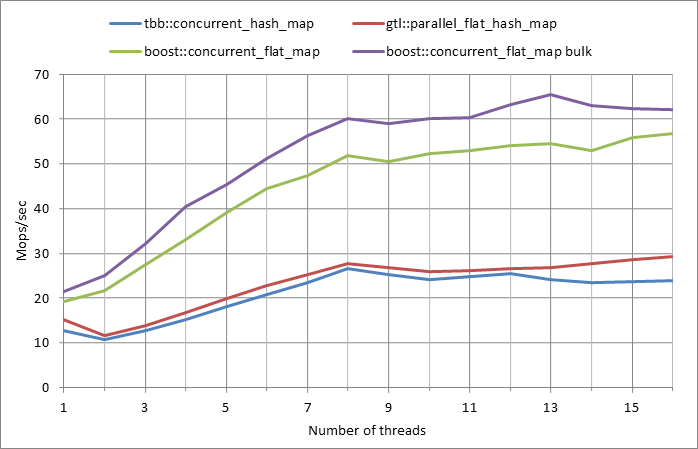 tbb::concurrent_hash_map gtl::parallel_flat_hash_map
boost::concurrent_flat_map boost::concurrent_flat_map bulk
70
60
50
40
30
20
10
0
Mops/sec
1 3 5 7 9 11 13 15
Number of threads